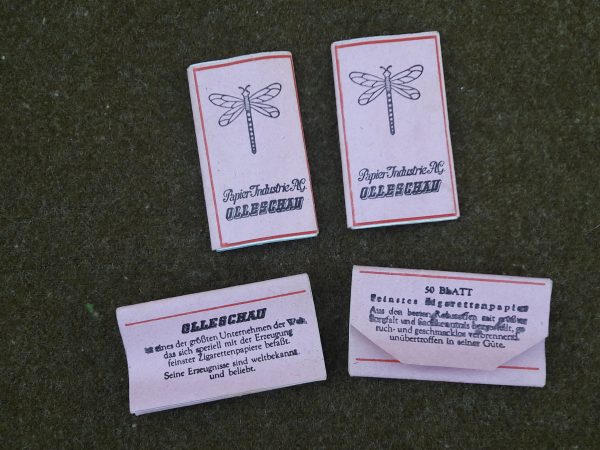 Papier Industrie A.G.
OLLESCHAU
Papier Industrie A.G.
OLLESCHAU
OLLESCHAU
ist eines der größten Unternehmen der Welt,
das sich speziell mit der Erzeugung
feinster Zigarettenpapiere befaßt.
Seine Erzeugnisse sind weltbekannt
und beliebt.
50 BLATT
Feinstes Zigarettenpapier
Aus den besten Rohstoffen mit größter
Sorgfalt und Sachkenntnis hergestellt, ge-
ruch- und geschmacklos verbrennend,
unübertroffen in seiner Güte.